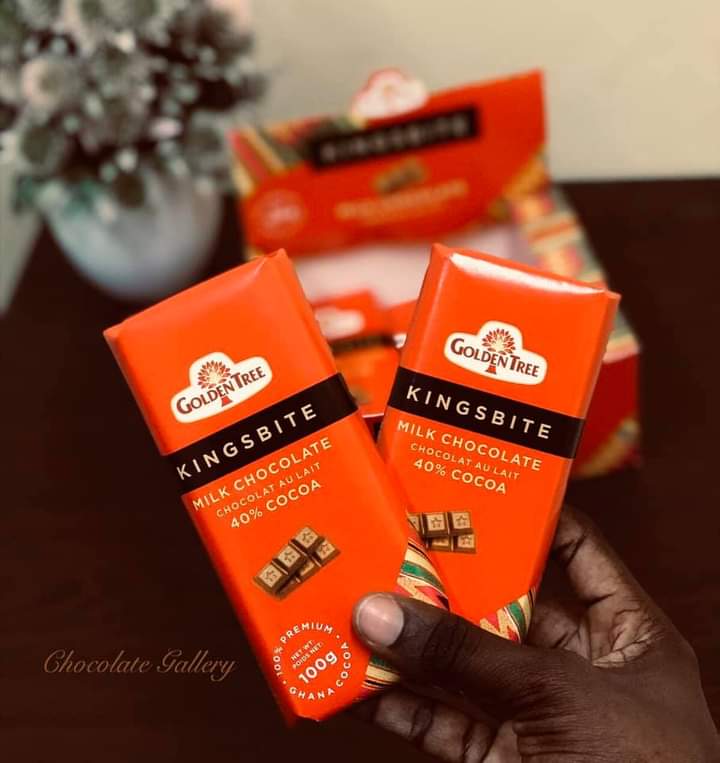 KINGSBITE
GOLDEN TREE
KINGSBITE
MILK CHOCOLATE
CHOCOLAT AU LAIT
40% COCOA
100% PREMIUM
NET WT:
POIDS NET:
100g
GHANA COCOA
GOLDEN TREE
KINGSBITE
MILK CHOCOLATE
CHOCOLAT AU LAIT
40% COCOA
Chocolate Gallery